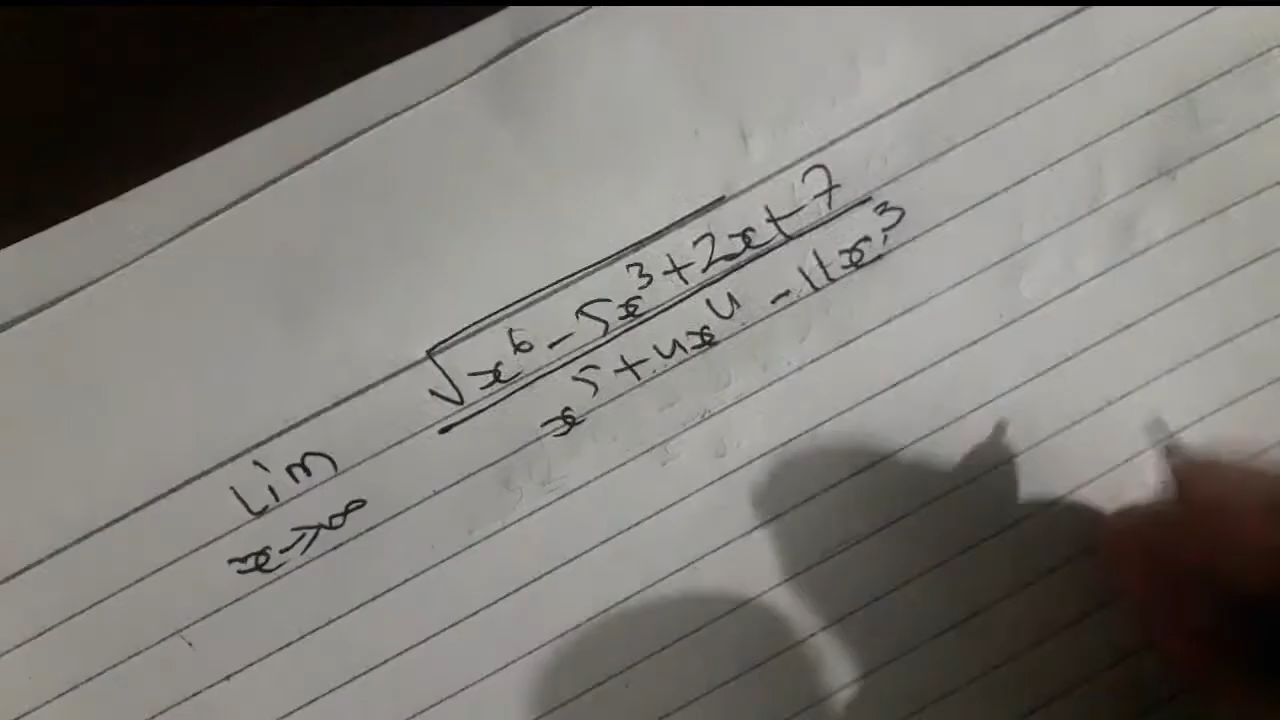 lim x→∞ √x⁶ - 5x³ + 2x + 7
x⁵ + 4x⁴ - 11x³